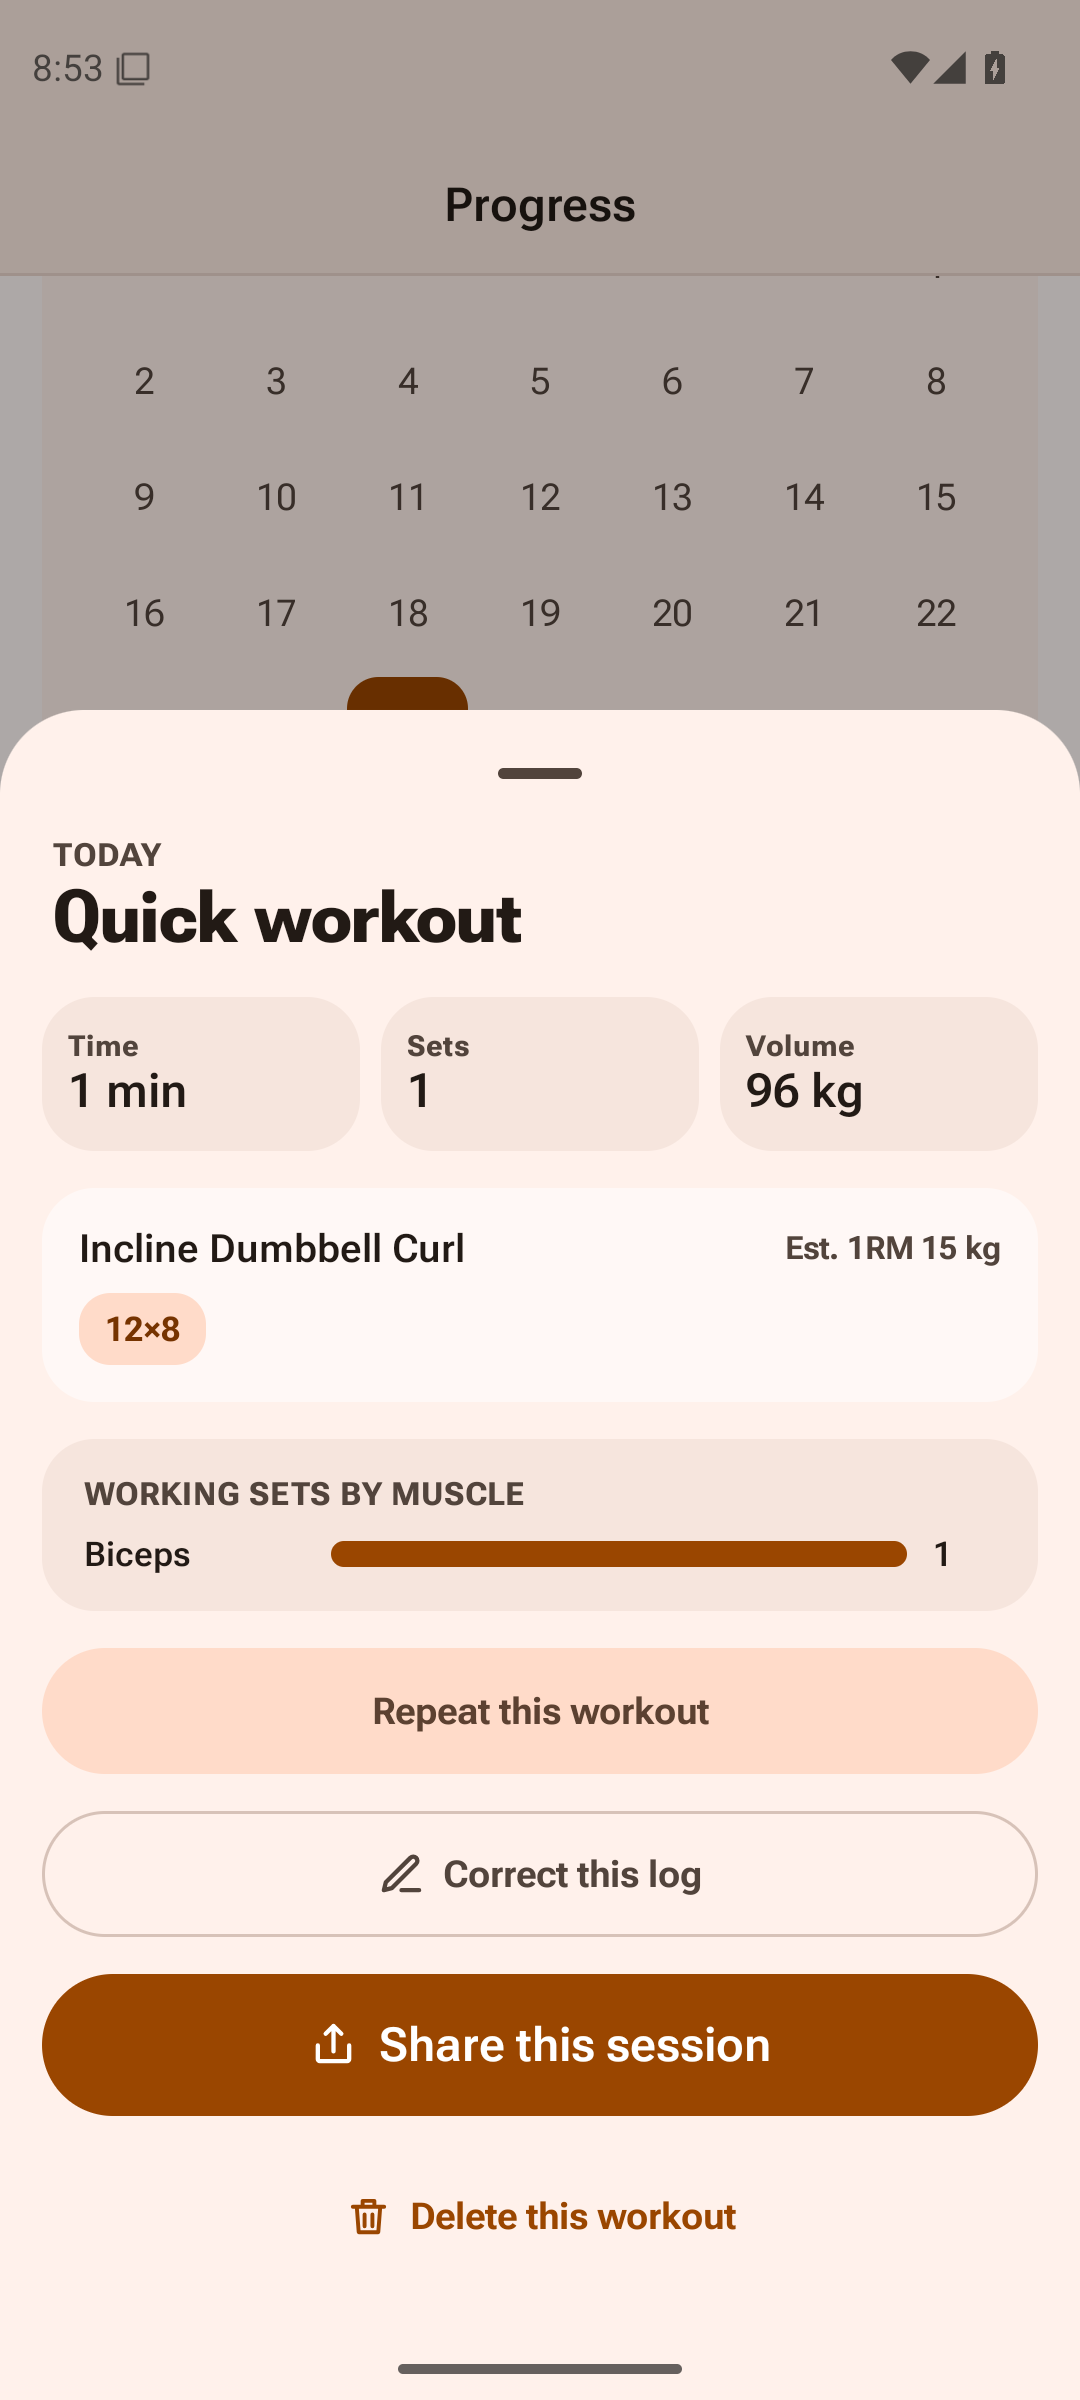 8:53
Progress
2 3 4 5 6 7 8
9 10 11 12 13 14 15
16 17 18 19 20 21 22
TODAY
Quick workout
Time
1 min
Sets
1
Volume
96 kg
Incline Dumbbell Curl
Est. 1RM 15 kg
12×8
WORKING SETS BY MUSCLE
Biceps 1
Repeat this workout
Correct this log
Share this session
Delete this workout